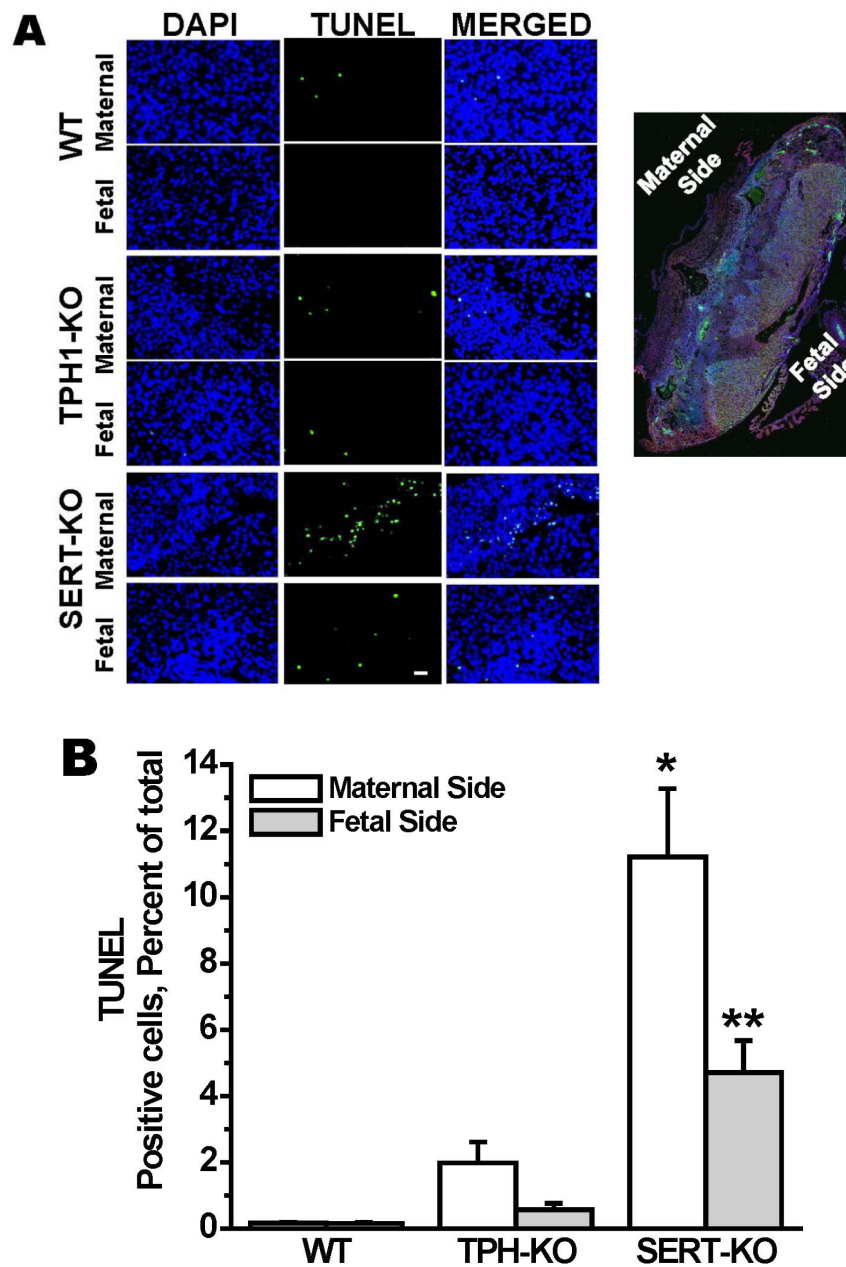 A
DAPI TUNEL MERGED
WT
Maternal
Fetal
TPH1-KO
Maternal
Fetal
SERT-KO
Maternal
Fetal
Maternal
Side
Fetal
Side
B
TUNEL
Positive cells, Percent of total
14
12
10
8
6
4
2
0
Maternal Side
Fetal Side
*
**
WT TPH-KO SERT-KO